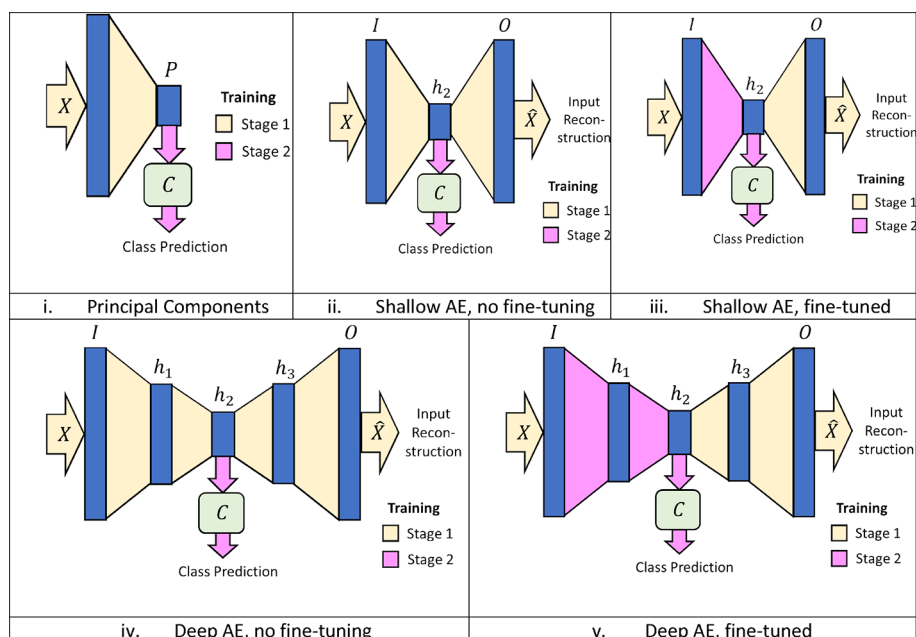 P
X
Training
Stage 1
Stage 2
C
Class Prediction
i. Principal Components
I
O
h₂
X
X̂
Input
Recon-
struction
C
Training
Stage 1
Stage 2
Class Prediction
ii. Shallow AE, no fine-tuning
I
O
h₂
X
X̂
Input
Recon-
struction
C
Training
Stage 1
Stage 2
Class Prediction
iii. Shallow AE, fine-tuned
I
O
h₁
h₂
h₃
X
X̂
Input
Recon-
struction
C
Training
Stage 1
Stage 2
Class Prediction
iv. Deep AE, no fine-tuning
I
O
h₁
h₂
h₃
X
X̂
Input
Recon-
struction
C
Training
Stage 1
Stage 2
Class Prediction
v. Deep AE, fine-tuned